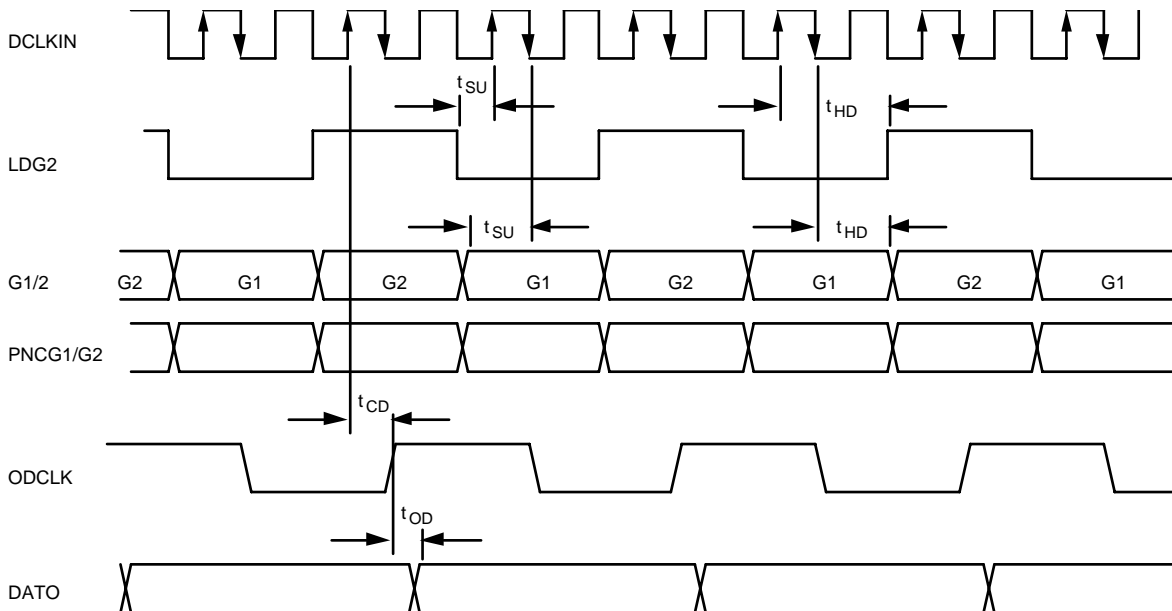 DCLKIN
tSU
tHD
LDG2
tSU
tHD
G1/2 G2 G1 G2 G1 G2 G1 G2 G1
PNCG1/G2
tCD
ODCLK
tOD
DATO